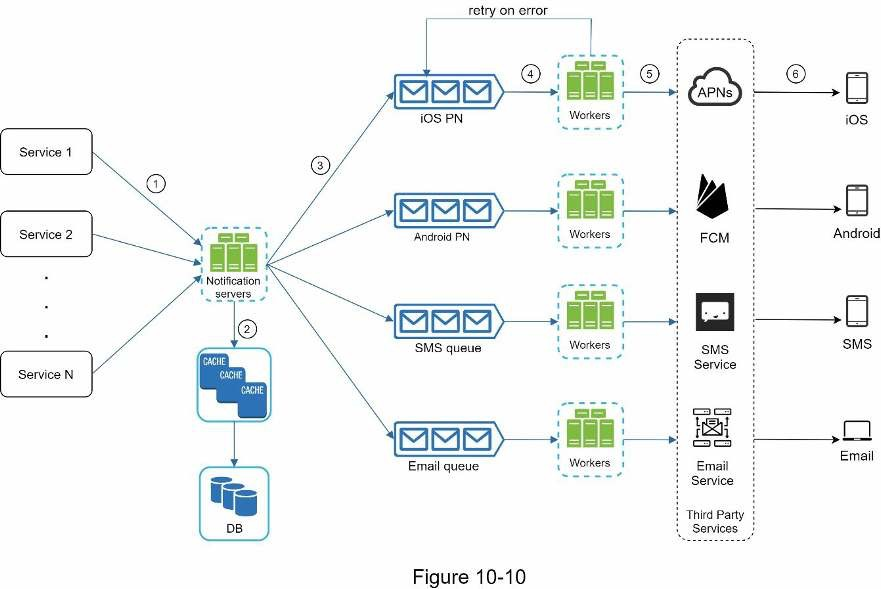 retry on error
4
5
6
APNs
iOS PN
Workers
iOS
Service 1
1
3
Service 2
Android PN
Workers
FCM
Android
Notification
servers
.
.
.
2
SMS queue
Workers
SMS
Service
SMS
Service N
CACHE
CACHE
CACHE
Email queue
Workers
Email
Service
Email
DB
Third Party
Services
Figure 10-10